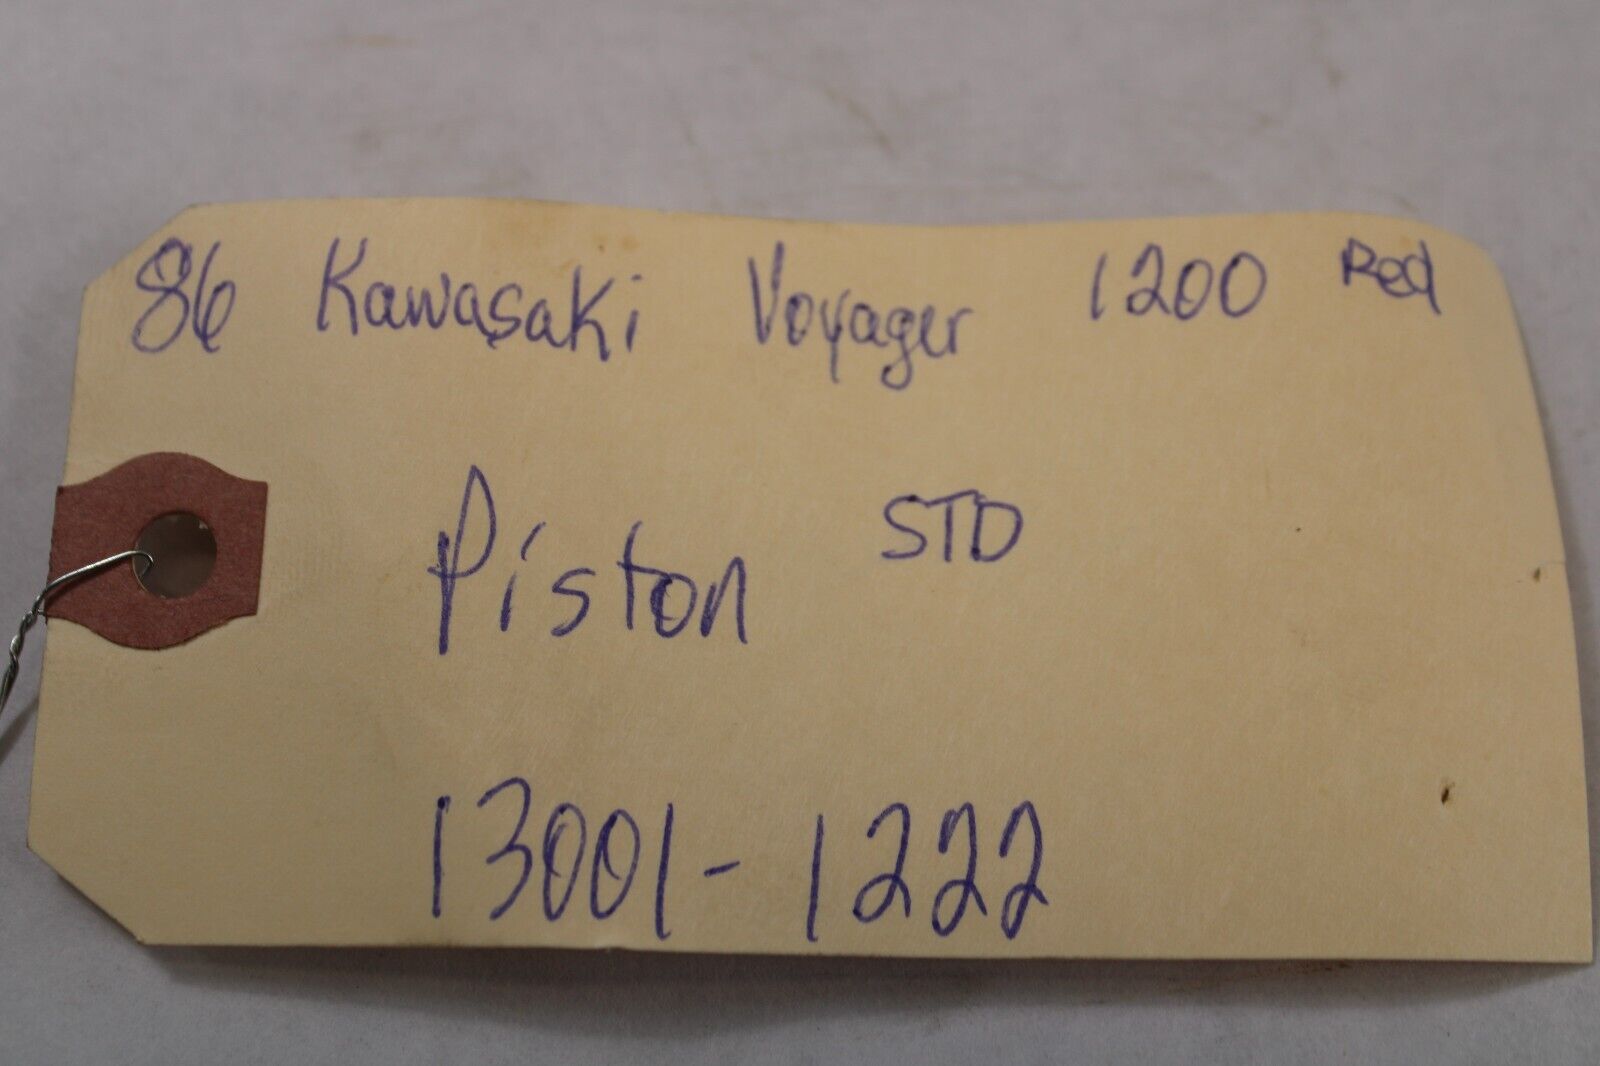 86 Kawasaki Voyager 1200 Red
Piston STD
13001-1222